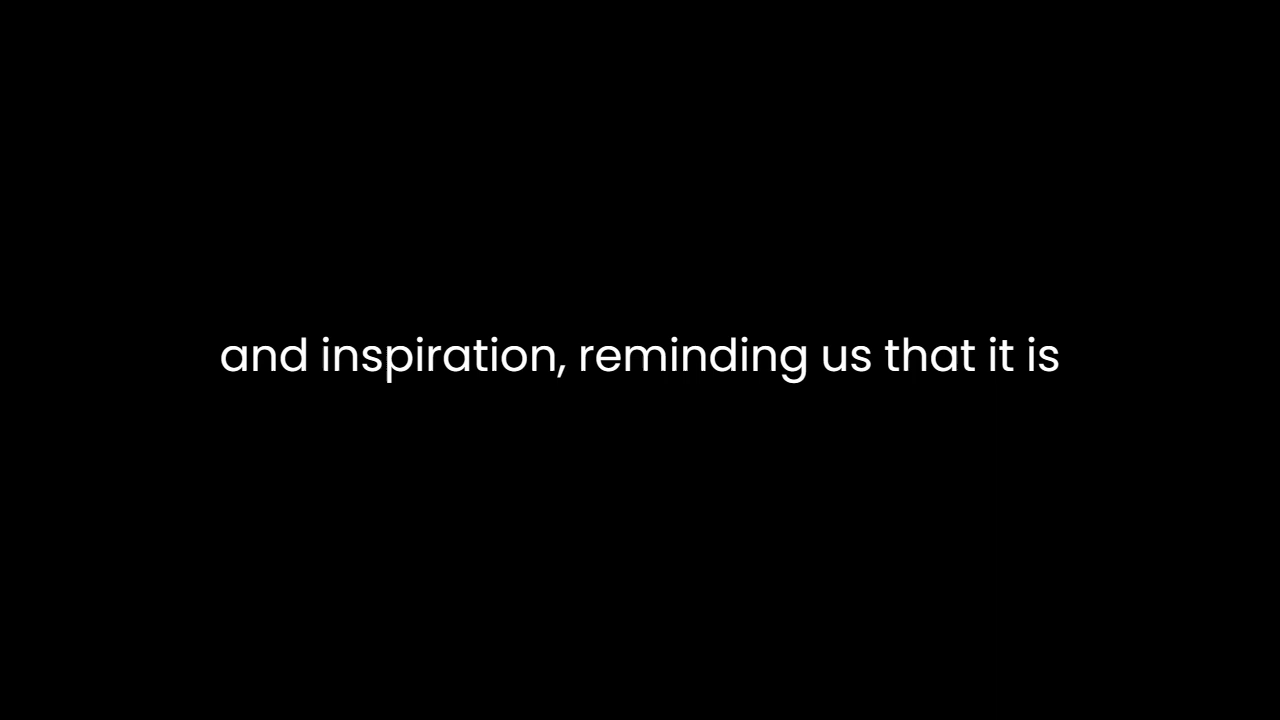 and inspiration, reminding us that it is